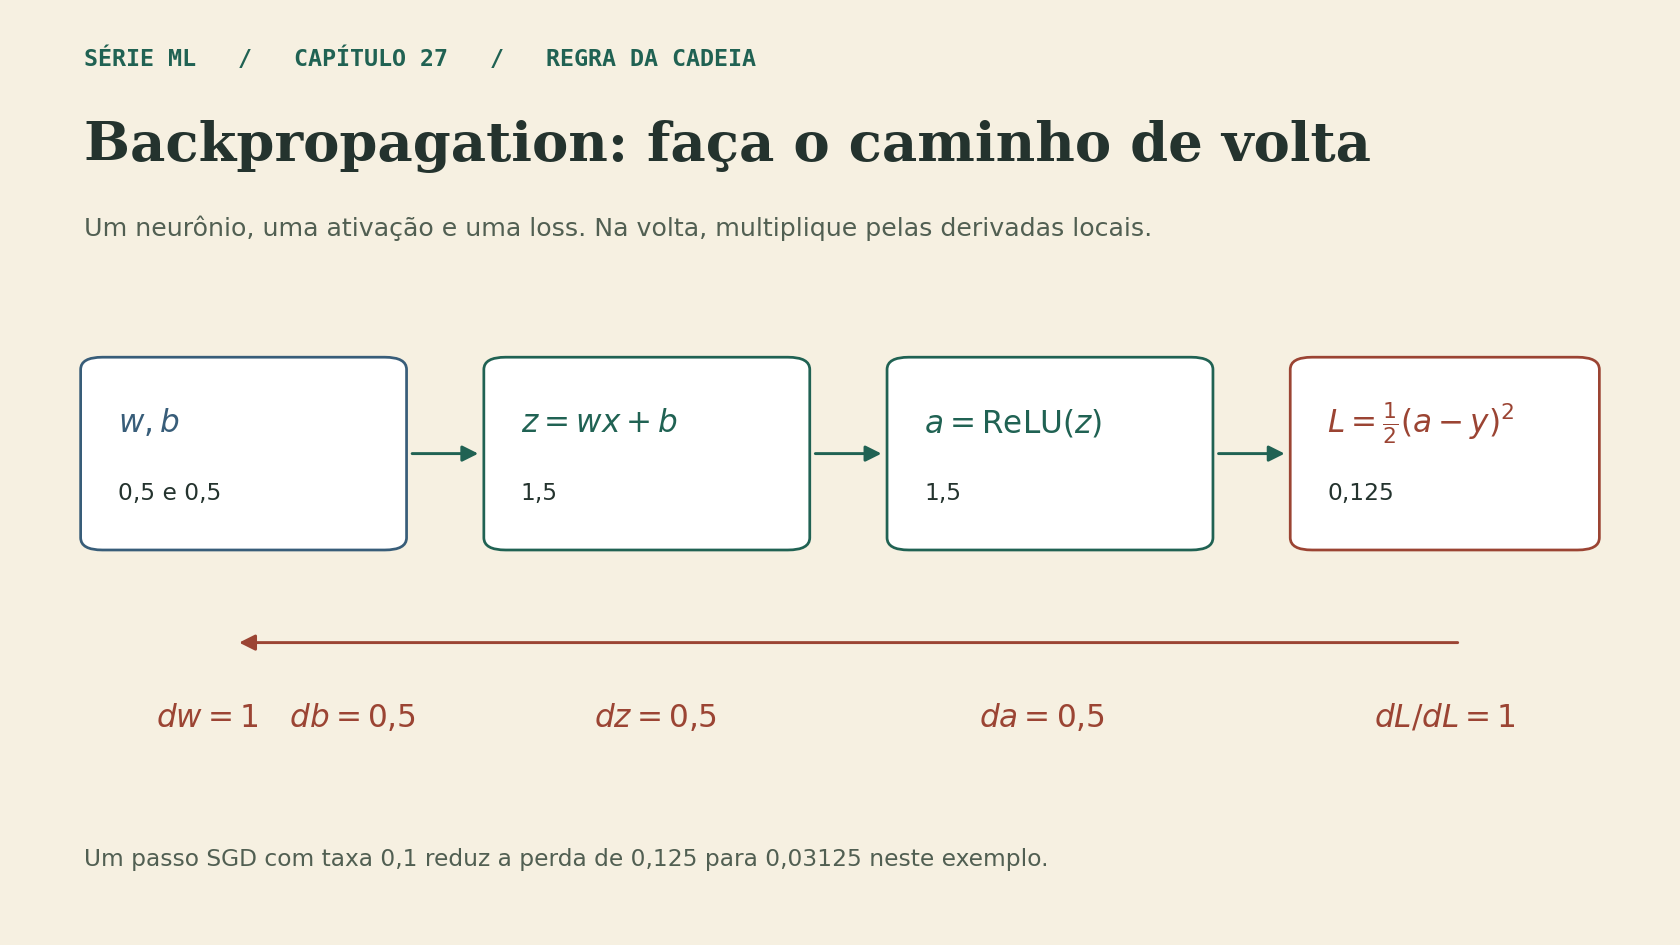 SÉRIE ML / CAPÍTULO 27 / REGRA DA CADEIA
Backpropagation: faça o caminho de volta
Um neurônio, uma ativação e uma loss. Na volta, multiplique pelas derivadas locais.
w, b
0,5 e 0,5
z = wx + b
1,5
a = ReLU(z)
1,5
L = ½(a − y)²
0,125
dw = 1 db = 0,5
dz = 0,5
da = 0,5
dL/dL = 1
Um passo SGD com taxa 0,1 reduz a perda de 0,125 para 0,03125 neste exemplo.